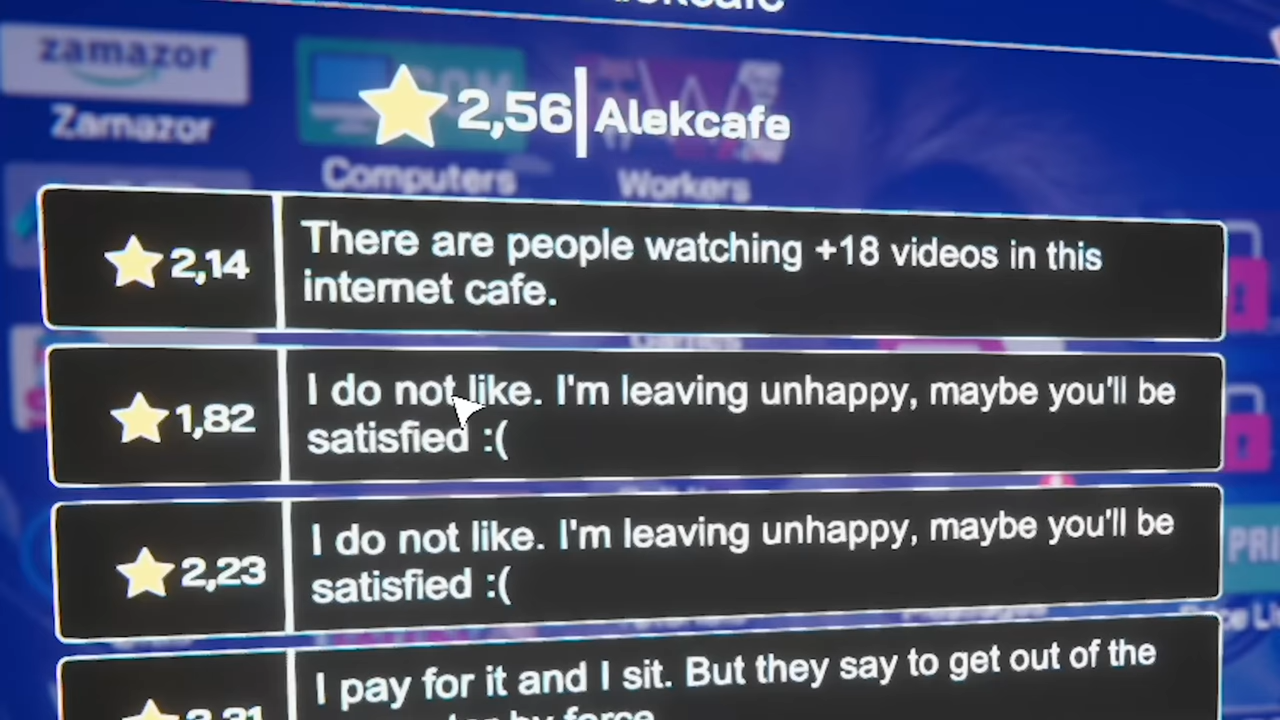 zamazor
Zamazor
Computers
Workers
2,56
Alekcafe
2,14
There are people watching +18 videos in this
internet cafe.
1,82
I do not like. I'm leaving unhappy, maybe you'll be
satisfied :(
2,23
I do not like. I'm leaving unhappy, maybe you'll be
satisfied :(
I pay for it and I sit. But they say to get out of the
by force